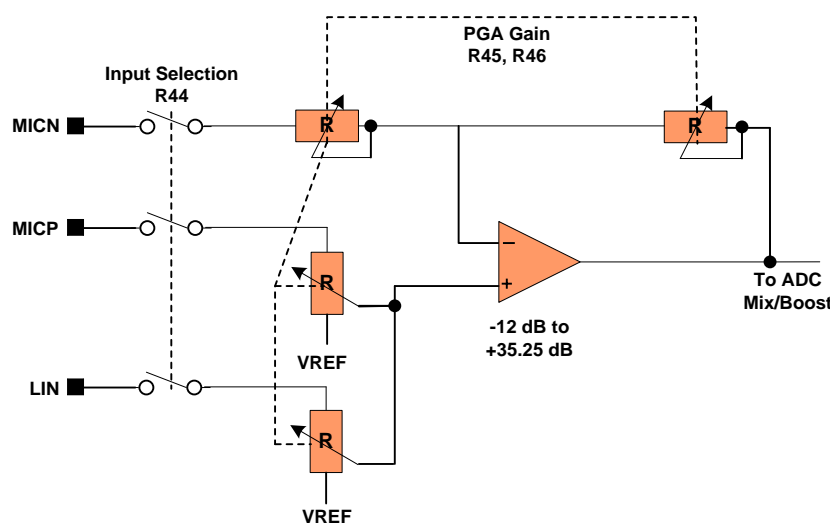 PGA Gain
R45, R46
Input Selection
R44
MICN
R
R
MICP
R
−
+
To ADC
Mix/Boost
-12 dB to
+35.25 dB
VREF
LIN
R
VREF